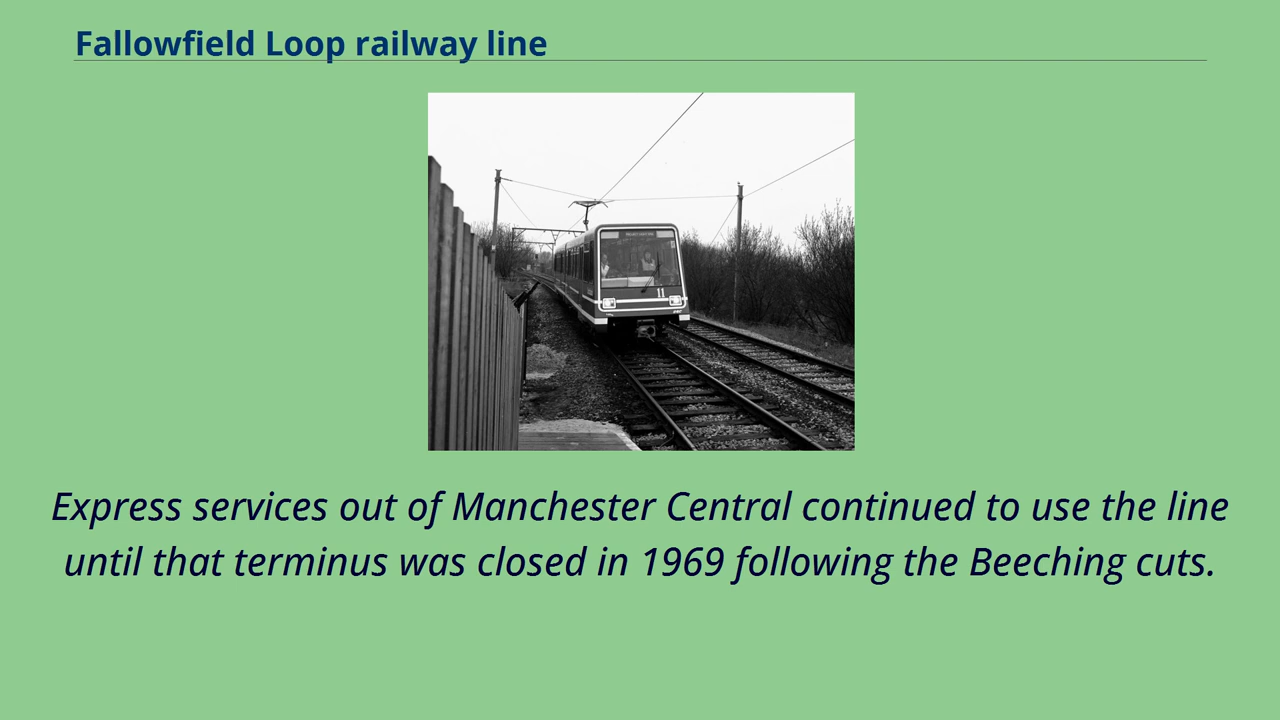 Fallowfield Loop railway line
11
Express services out of Manchester Central continued to use the line
until that terminus was closed in 1969 following the Beeching cuts.